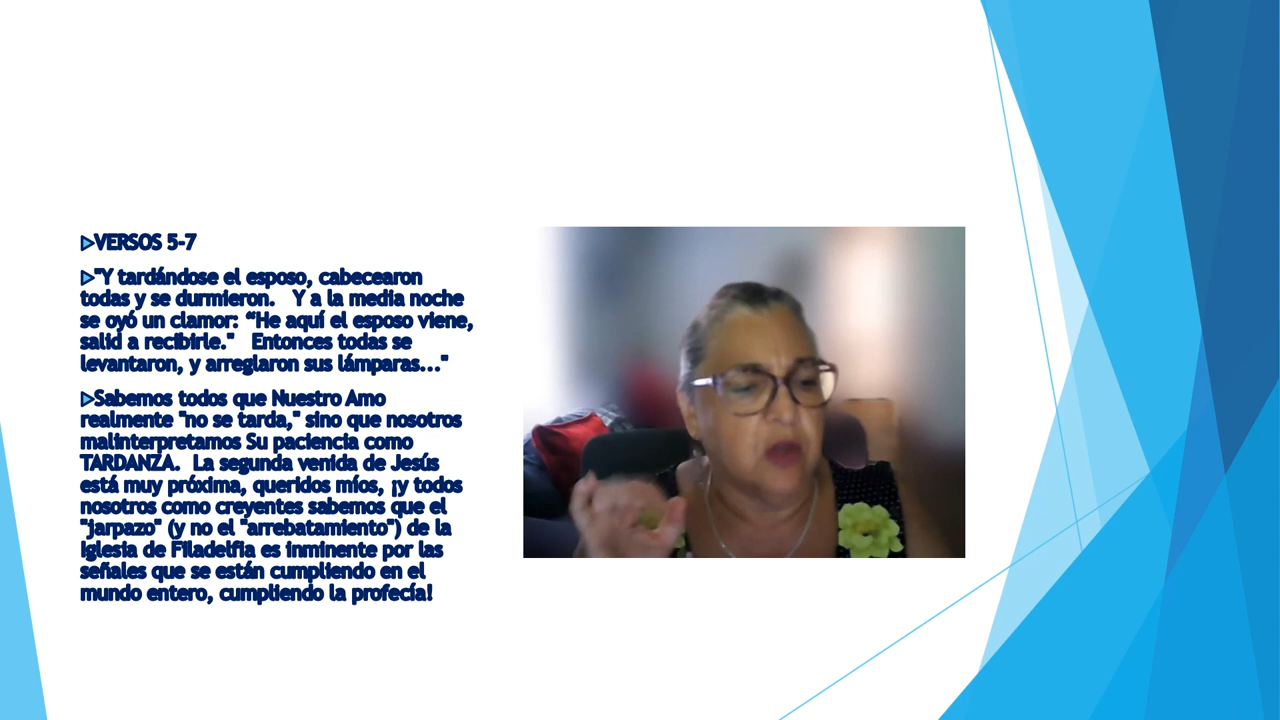 VERSOS 5-7
"Y tardándose el esposo, cabecearon
todas y se durmieron. Y a la media noche
se oyó un clamor: “He aquí el esposo viene,
salid a recibirle." Entonces todas se
levantaron, y arreglaron sus lámparas..."
Sabemos todos que Nuestro Amo
realmente "no se tarda," sino que nosotros
malinterpretamos Su paciencia como
TARDANZA. La segunda venida de Jesús
está muy próxima, queridos míos, ¡y todos
nosotros como creyentes sabemos que el
"jarpazo" (y no el "arrebatamiento") de la
Iglesia de Filadelfia es inminente por las
señales que se están cumpliendo en el
mundo entero, cumpliendo la profecía!